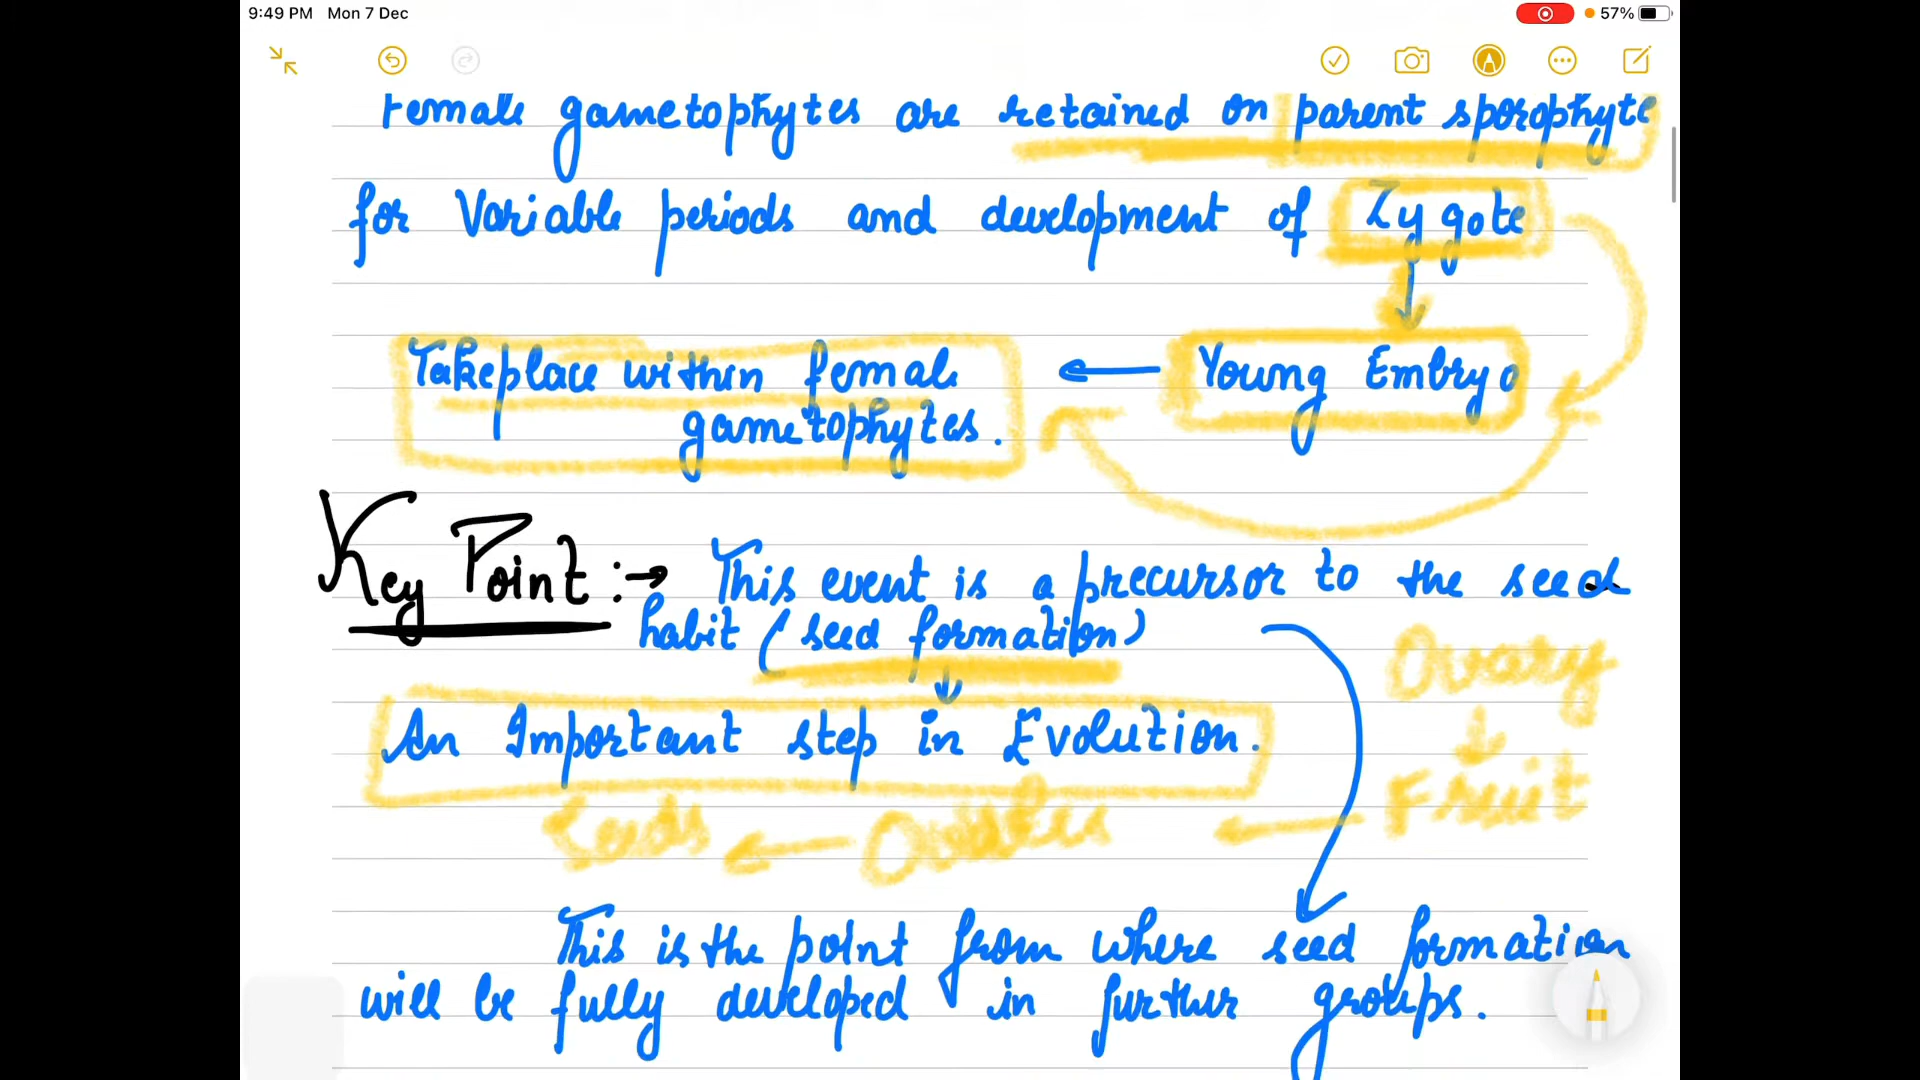 9:49 PM Mon 7 Dec 57%
Female gametophytes are retained on parent sporophyte
for Variable periods and development of Zygote
Takeplace within female ← Young Embryo
gametophytes.
Key Point :→ This event is a precursor to the seed
habit (seed formation)
Ovary
↓
An Important step in Evolution.
Fruit
Seeds ← Ovules ←
This is the point from where seed formation
will be fully developed in further groups.